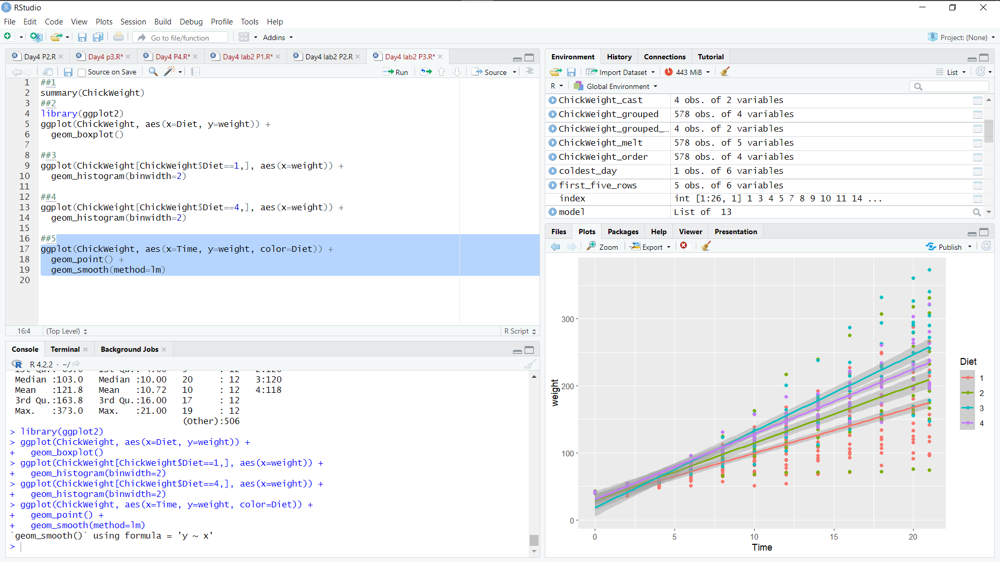 RStudio
File Edit Code View Plots Session Build Debug Profile Tools Help
Go to file/function Addins Project: (None)
Day4 P2.R Day4 p3.R* Day4 P4.R* Day4 lab2 P1.R* Day4 lab2 P2.R Day4 lab2 P3.R*
Source on Save Run Source
1 ##1
2 summary(ChickWeight)
3 ##2
4 library(ggplot2)
5 ggplot(ChickWeight, aes(x=Diet, y=weight)) +
6 geom_boxplot()
7
8 ##3
9 ggplot(ChickWeight[ChickWeight$Diet==1,], aes(x=weight)) +
10 geom_histogram(binwidth=2)
11
12 ##4
13 ggplot(ChickWeight[ChickWeight$Diet==4,], aes(x=weight)) +
14 geom_histogram(binwidth=2)
15
16 ##5
17 ggplot(ChickWeight, aes(x=Time, y=weight, color=Diet)) +
18 geom_point() +
19 geom_smooth(method=lm)
20
16:4 (Top Level) R Script
Console Terminal Background Jobs
R 4.2.2 · ~/
Median :103.0 Median :10.00 20 : 12 3:120
Mean :121.8 Mean :10.72 10 : 12 4:118
3rd Qu.:163.8 3rd Qu.:16.00 17 : 12
Max. :373.0 Max. :21.00 19 : 12
(Other):506
> library(ggplot2)
> ggplot(ChickWeight, aes(x=Diet, y=weight)) +
+ geom_boxplot()
> ggplot(ChickWeight[ChickWeight$Diet==1,], aes(x=weight)) +
+ geom_histogram(binwidth=2)
> ggplot(ChickWeight[ChickWeight$Diet==4,], aes(x=weight)) +
+ geom_histogram(binwidth=2)
> ggplot(ChickWeight, aes(x=Time, y=weight, color=Diet)) +
+ geom_point() +
+ geom_smooth(method=lm)
`geom_smooth()` using formula = 'y ~ x'
>
Environment History Connections Tutorial
Import Dataset 443 MiB List
R Global Environment
ChickWeight_cast 4 obs. of 2 variables
ChickWeight_grouped 578 obs. of 4 variables
ChickWeight_grouped_... 4 obs. of 2 variables
ChickWeight_melt 578 obs. of 5 variables
ChickWeight_order 578 obs. of 4 variables
coldest_day 1 obs. of 6 variables
first_five_rows 5 obs. of 6 variables
index int [1:26, 1] 1 3 4 5 7 8 9 10 11 14 ...
model List of 13
Files Plots Packages Help Viewer Presentation
Zoom Export Publish
300
200
100
0
weight
0 5 10 15 20
Time
Diet
1
2
3
4